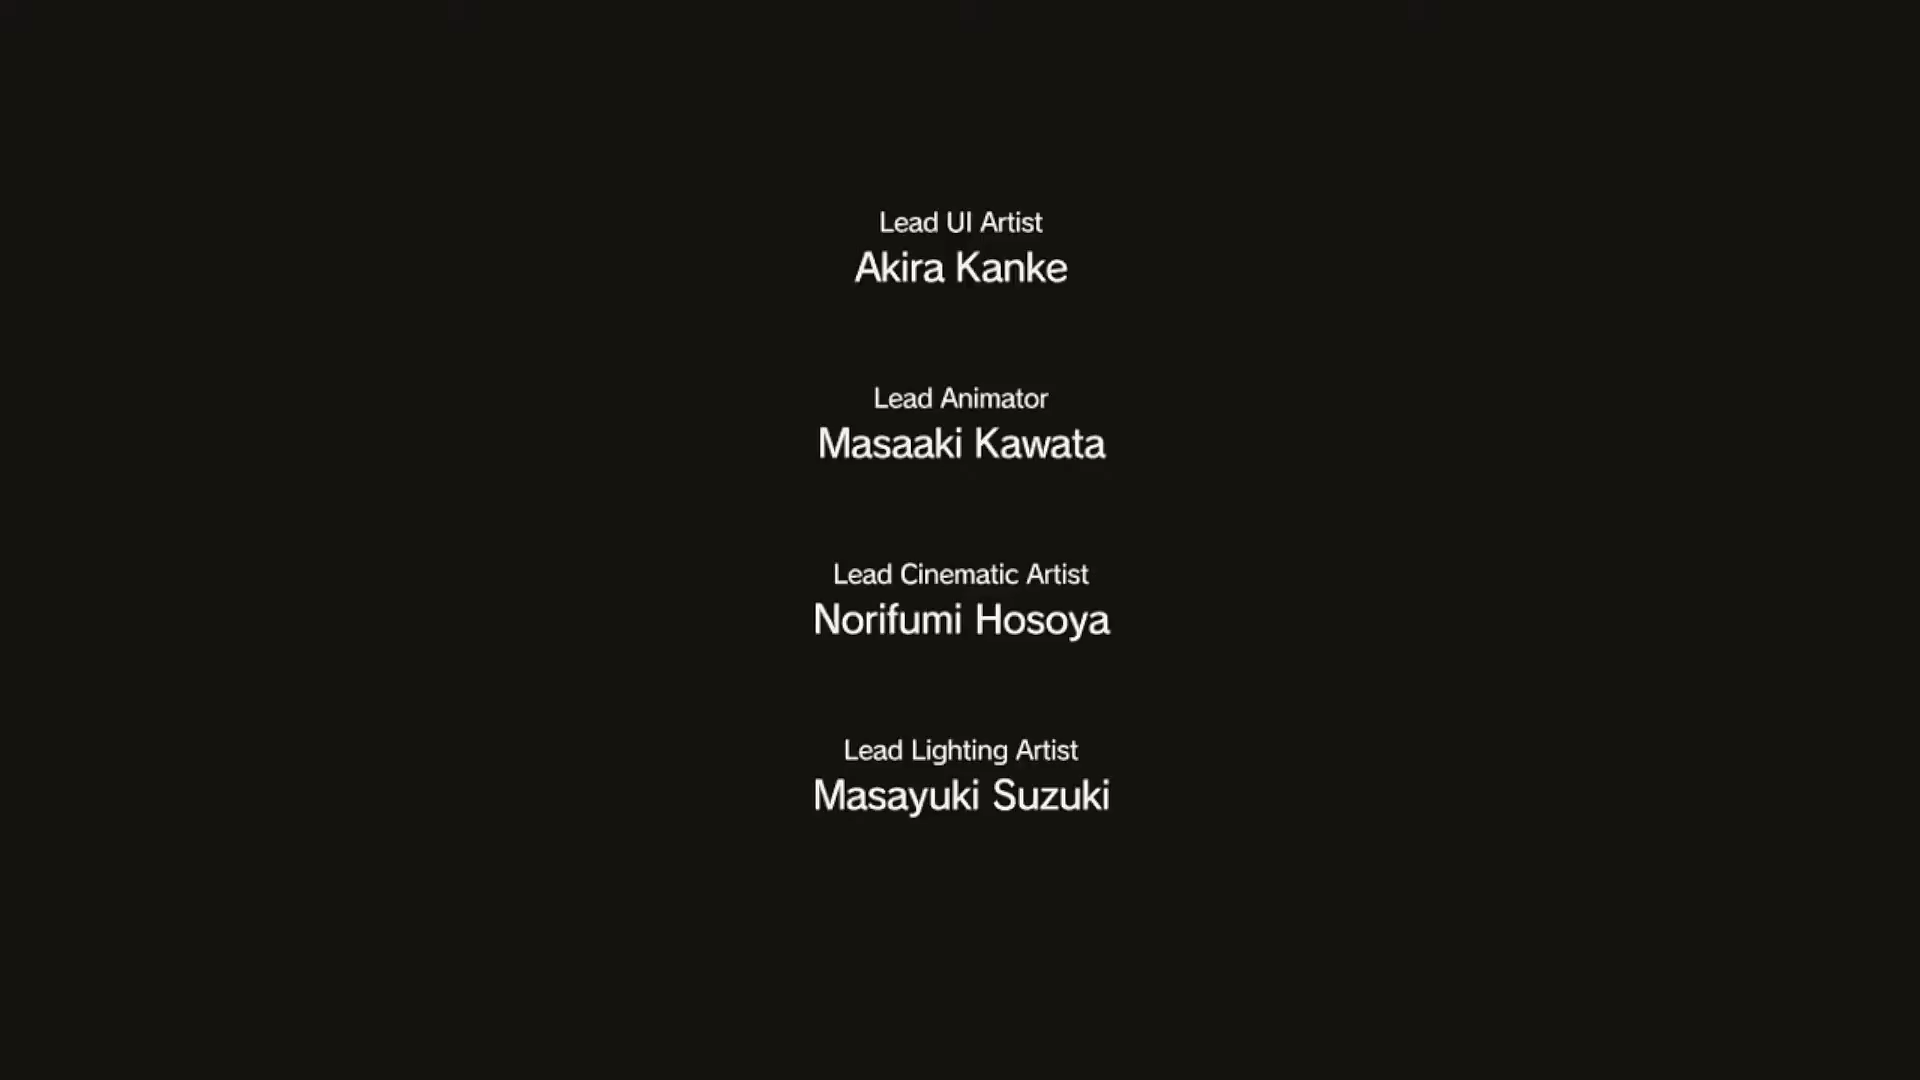 Lead UI Artist
Akira Kanke
Lead Animator
Masaaki Kawata
Lead Cinematic Artist
Norifumi Hosoya
Lead Lighting Artist
Masayuki Suzuki